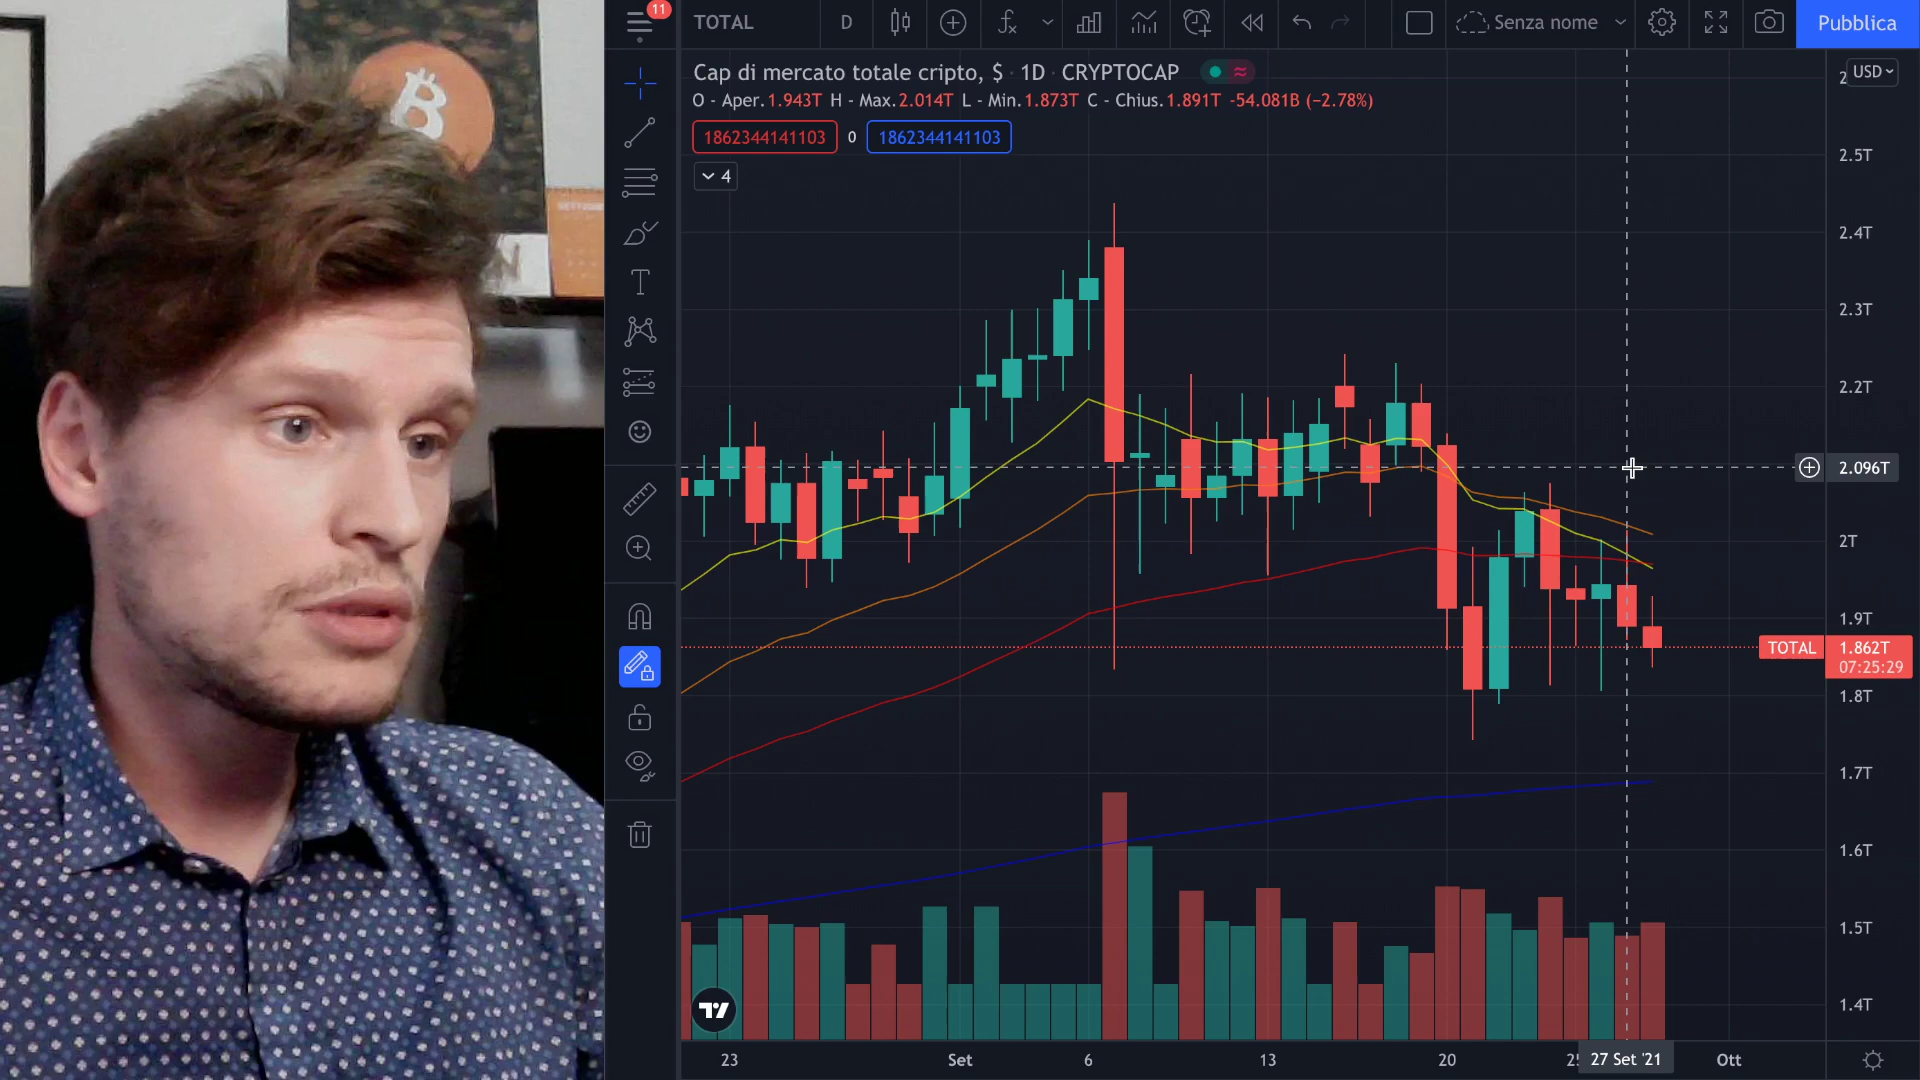 11
TOTAL D Senza nome Pubblica
Cap di mercato totale cripto, $ · 1D · CRYPTOCAP
USD
O - Aper.1.943T H - Max.2.014T L - Min.1.873T C - Chius.1.891T -54.081B (−2.78%)
1862344141103 0 1862344141103
4
2.5T
2.4T
2.3T
2.2T
2.096T
2T
1.9T
TOTAL 1.862T
07:25:29
1.8T
1.7T
1.6T
1.5T
1.4T
23 Set 6 13 20 27 Set '21 Ott